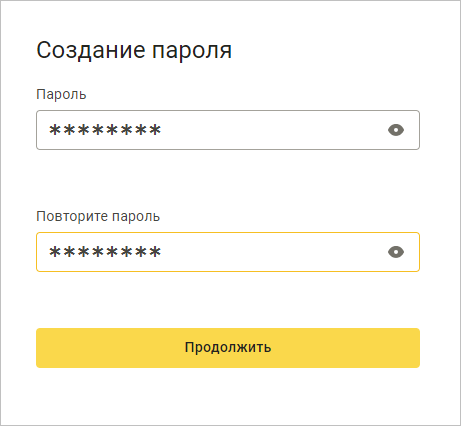 Создание пароля
Пароль
********
Повторите пароль
********
Продолжить